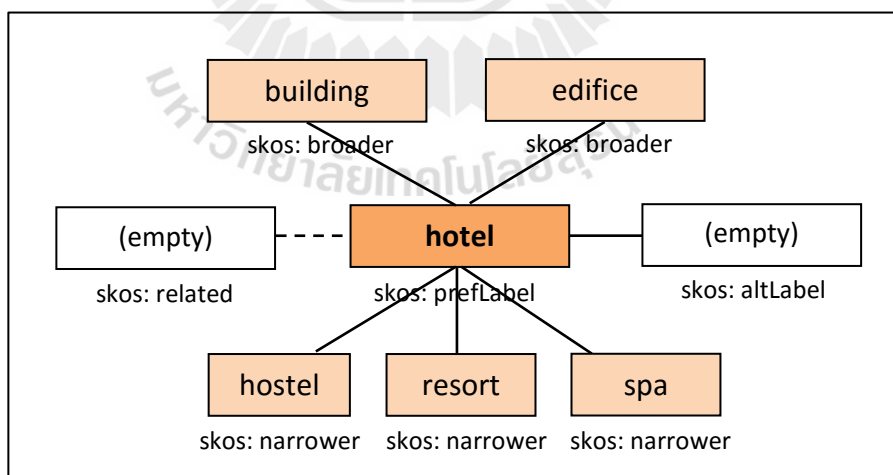 building
edifice
skos: broader
skos: broader
(empty)
hotel
(empty)
skos: related
skos: prefLabel
skos: altLabel
hostel
resort
spa
skos: narrower
skos: narrower
skos: narrower